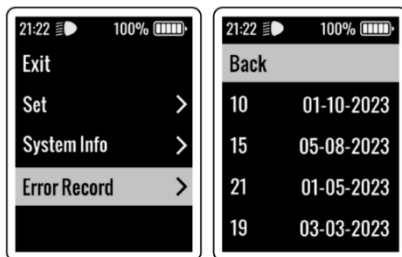 21:22 100%
Exit
Set >
System Info >
Error Record >
21:22 100%
Back
10 01-10-2023
15 05-08-2023
21 01-05-2023
19 03-03-2023